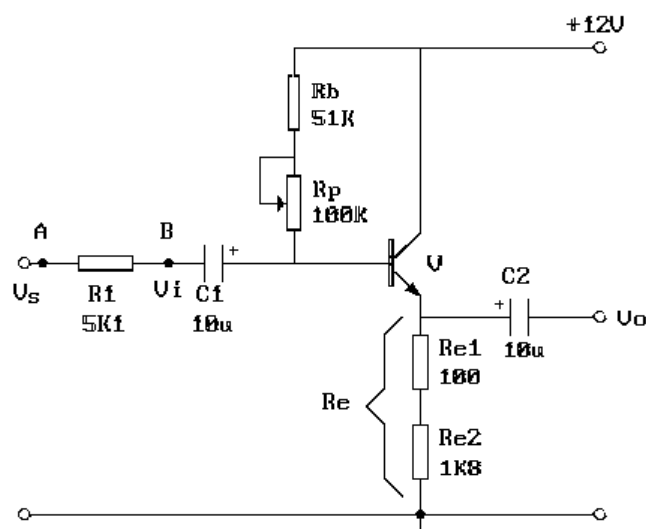 +12V
Rb
51K
Rp
100K
A
B
Vs
R1
5K1
Vi
C1
+
10u
V
C2
+
10u
Vo
Re
Re1
100
Re2
1K8